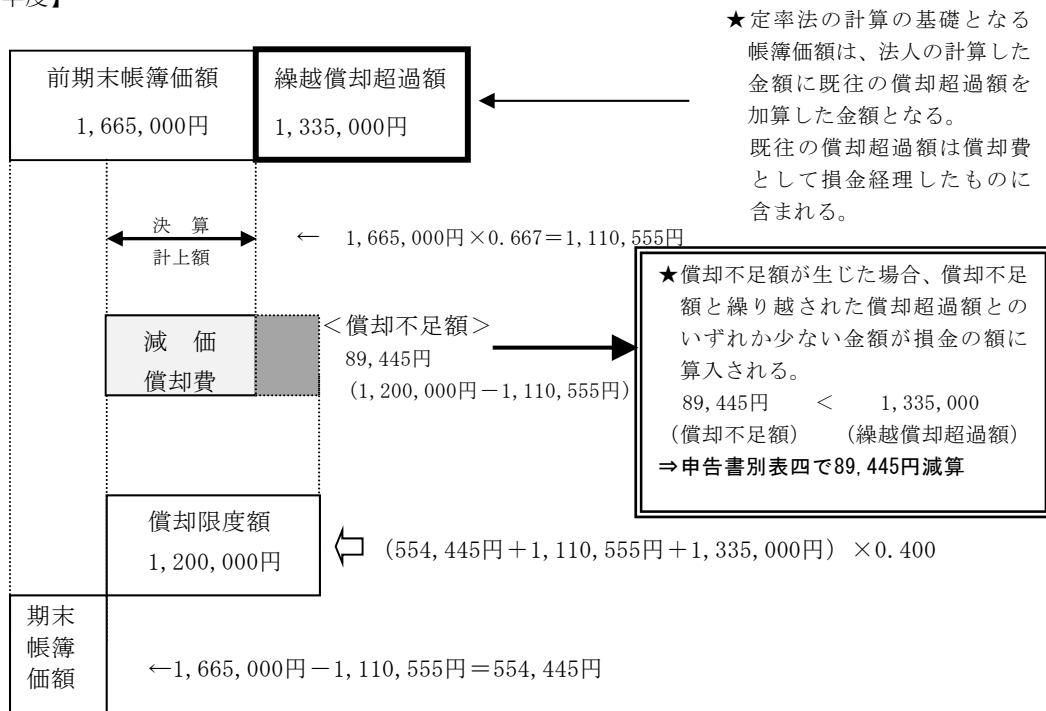 年度】
★定率法の計算の基礎となる
帳簿価額は、法人の計算した
金額に既往の償却超過額を
加算した金額となる。
既往の償却超過額は償却費
として損金経理したものに
含まれる。
前期末帳簿価額
1,665,000円
繰越償却超過額
1,335,000円
決 算
計上額
← 1,665,000円×0.667＝1,110,555円
減 価
償却費
＜償却不足額＞
89,445円
(1,200,000円－1,110,555円)
★償却不足額が生じた場合、償却不足
額と繰り越された償却超過額との
いずれか少ない金額が損金の額に
算入される。
89,445円 ＜ 1,335,000
（償却不足額） （繰越償却超過額）
⇒申告書別表四で89,445円減算
償却限度額
1,200,000円
（554,445円＋1,110,555円＋1,335,000円）×0.400
期末
帳簿
価額
←1,665,000円－1,110,555円＝554,445円